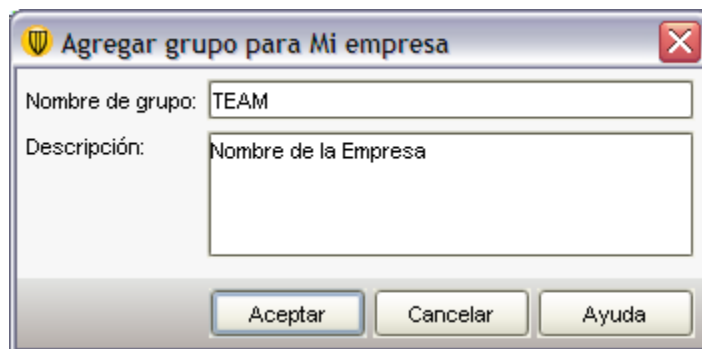 Agregar grupo para Mi empresa
Nombre de grupo: TEAM
Descripción: Nombre de la Empresa
Aceptar Cancelar Ayuda